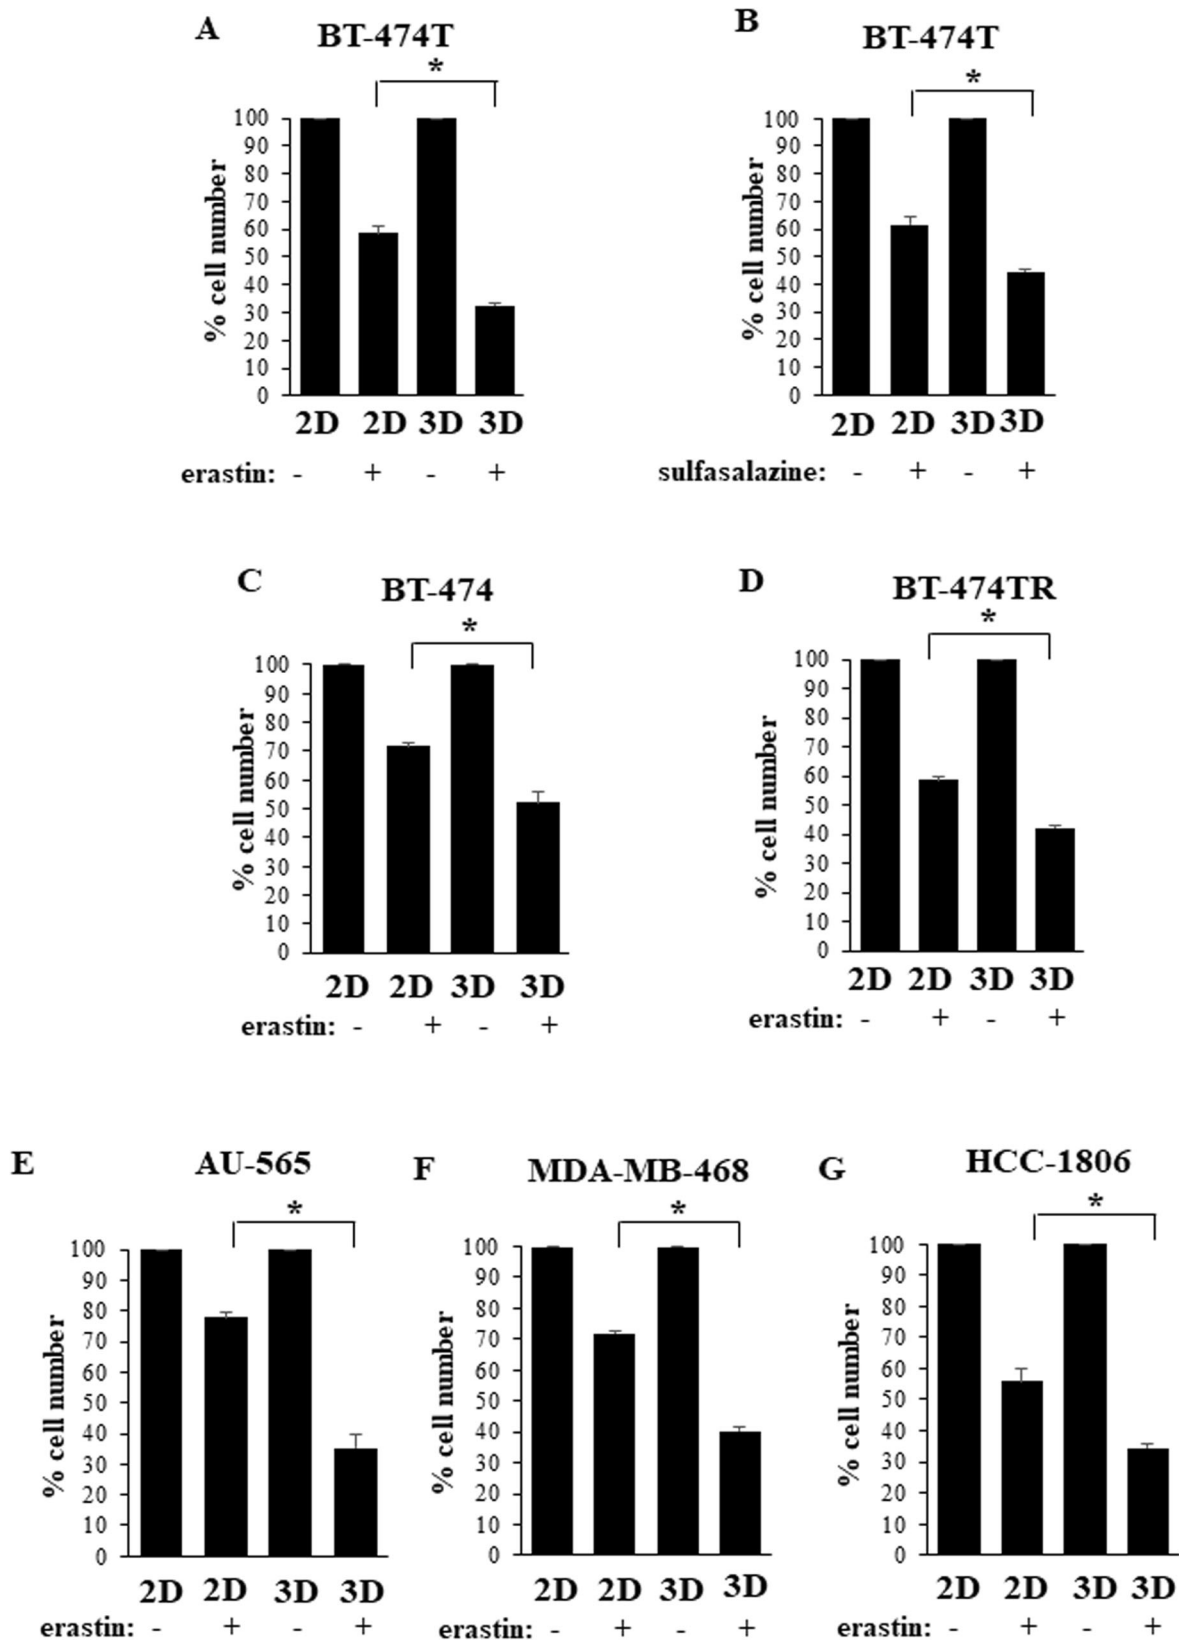 A
BT-474T
*
% cell number
100
90
80
70
60
50
40
30
20
10
0
2D 2D 3D 3D
erastin: - + - +
B
BT-474T
*
% cell number
100
90
80
70
60
50
40
30
20
10
0
2D 2D 3D 3D
sulfasalazine: - + - +
C
BT-474
*
% cell number
100
90
80
70
60
50
40
30
20
10
0
2D 2D 3D 3D
erastin: - + - +
D
BT-474TR
*
% cell number
100
90
80
70
60
50
40
30
20
10
0
2D 2D 3D 3D
erastin: - + - +
E
AU-565
*
% cell number
100
90
80
70
60
50
40
30
20
10
0
2D 2D 3D 3D
erastin: - + - +
F
MDA-MB-468
*
% cell number
100
90
80
70
60
50
40
30
20
10
0
2D 2D 3D 3D
erastin: - + - +
G
HCC-1806
*
% cell number
100
90
80
70
60
50
40
30
20
10
0
2D 2D 3D 3D
erastin: - + - +